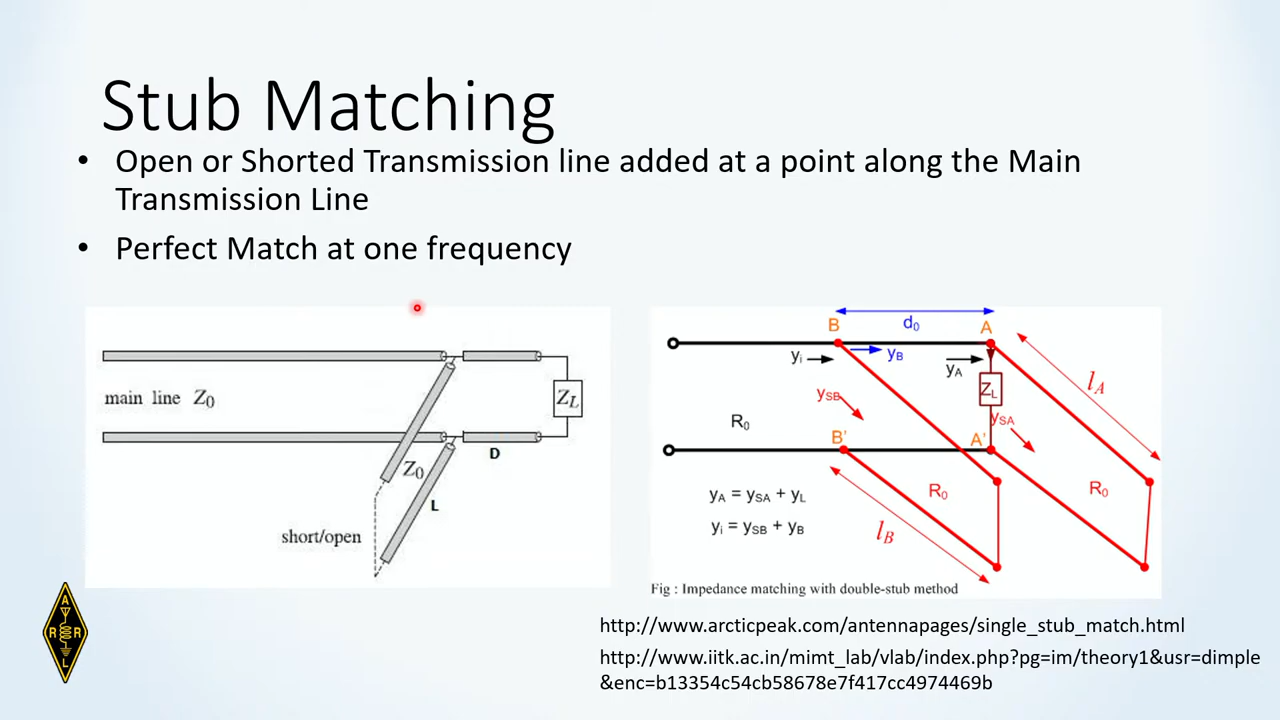 Stub Matching
• Open or Shorted Transmission line added at a point along the Main
Transmission Line
• Perfect Match at one frequency
main line Z0
ZL
D
Z0
L
short/open
d0
B
A
yi
yB
yA
lA
ZL
ySB
ySA
R0
B'
A'
R0
R0
yA = ySA + yL
lB
yi = ySB + yB
Fig : Impedance matching with double-stub method
A
R R
L
http://www.arcticpeak.com/antennapages/single_stub_match.html
http://www.iitk.ac.in/mimt_lab/vlab/index.php?pg=im/theory1&usr=dimple
&enc=b13354c54cb58678e7f417cc4974469b